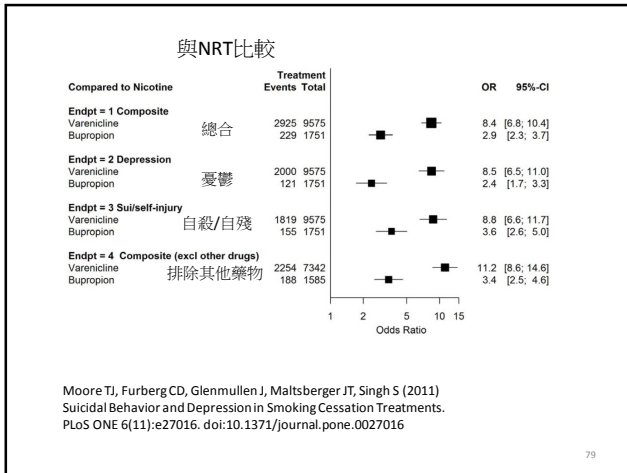 與NRT比較
Treatment
Compared to Nicotine Events Total OR 95%-CI
Endpt = 1 Composite
Varenicline 總合 2925 9575 8.4 [6.8; 10.4]
Bupropion 229 1751 2.9 [2.3; 3.7]
Endpt = 2 Depression
Varenicline 憂鬱 2000 9575 8.5 [6.5; 11.0]
Bupropion 121 1751 2.4 [1.7; 3.3]
Endpt = 3 Sui/self-injury
Varenicline 自殺/自殘 1819 9575 8.8 [6.6; 11.7]
Bupropion 155 1751 3.6 [2.6; 5.0]
Endpt = 4 Composite (excl other drugs)
Varenicline 排除其他藥物 2254 7342 11.2 [8.6; 14.6]
Bupropion 188 1585 3.4 [2.5; 4.6]
1 2 5 10 15
Odds Ratio
Moore TJ, Furberg CD, Glenmullen J, Maltsberger JT, Singh S (2011)
Suicidal Behavior and Depression in Smoking Cessation Treatments.
PLoS ONE 6(11):e27016. doi:10.1371/journal.pone.0027016
79